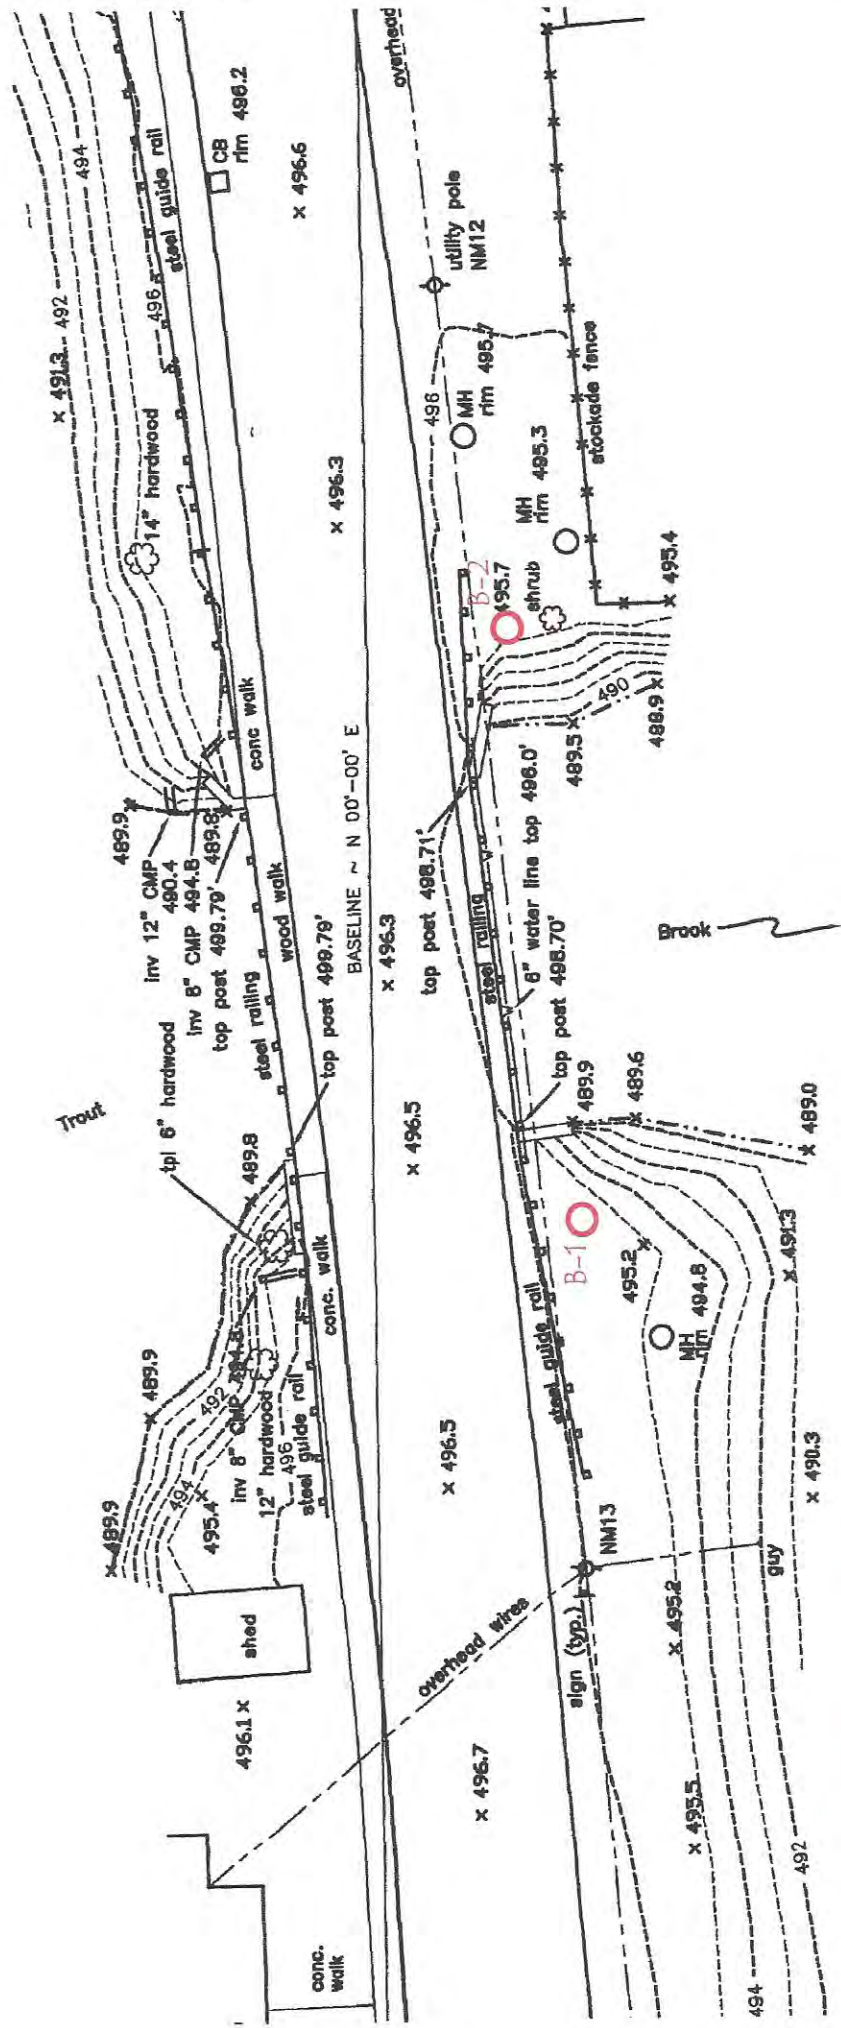 overhead
494
492
steel guide rail
CB
rim 496.2
x 496.6
496
x 491.3
14" hardwood
utility pole
NM12
496
MH
rim 495.7
x 496.3
MH
rim 495.3
stockade fence
B-2
495.7
shrub
495.4
conc walk
490
488.9
489.5
489.9
inv 12" CMP
490.4
inv 8" CMP 494.8
489.8
top post 499.79'
wood walk
steel railing
BASELINE ~ N 00°-00' E
x 496.3
top post 498.71'
steel railing
W
6" water line top 496.0'
W
top post 498.70'
Brook
Trout
tpl 6" hardwood
top post 499.79'
x 496.5
489.8
489.9
489.6
489.0
conc. walk
B-1
495.2
x 491.3
MH
rim 494.8
steel guide rail
489.9
492
inv 8" CMP 494.8
12" hardwood
496
steel guide rail
494
495.4
489.9
x 496.5
x 490.3
NM13
guy
sign (typ.)
x 495.2
overhead wires
shed
496.1 x
x 496.7
x 495.5
492
494
conc.
walk